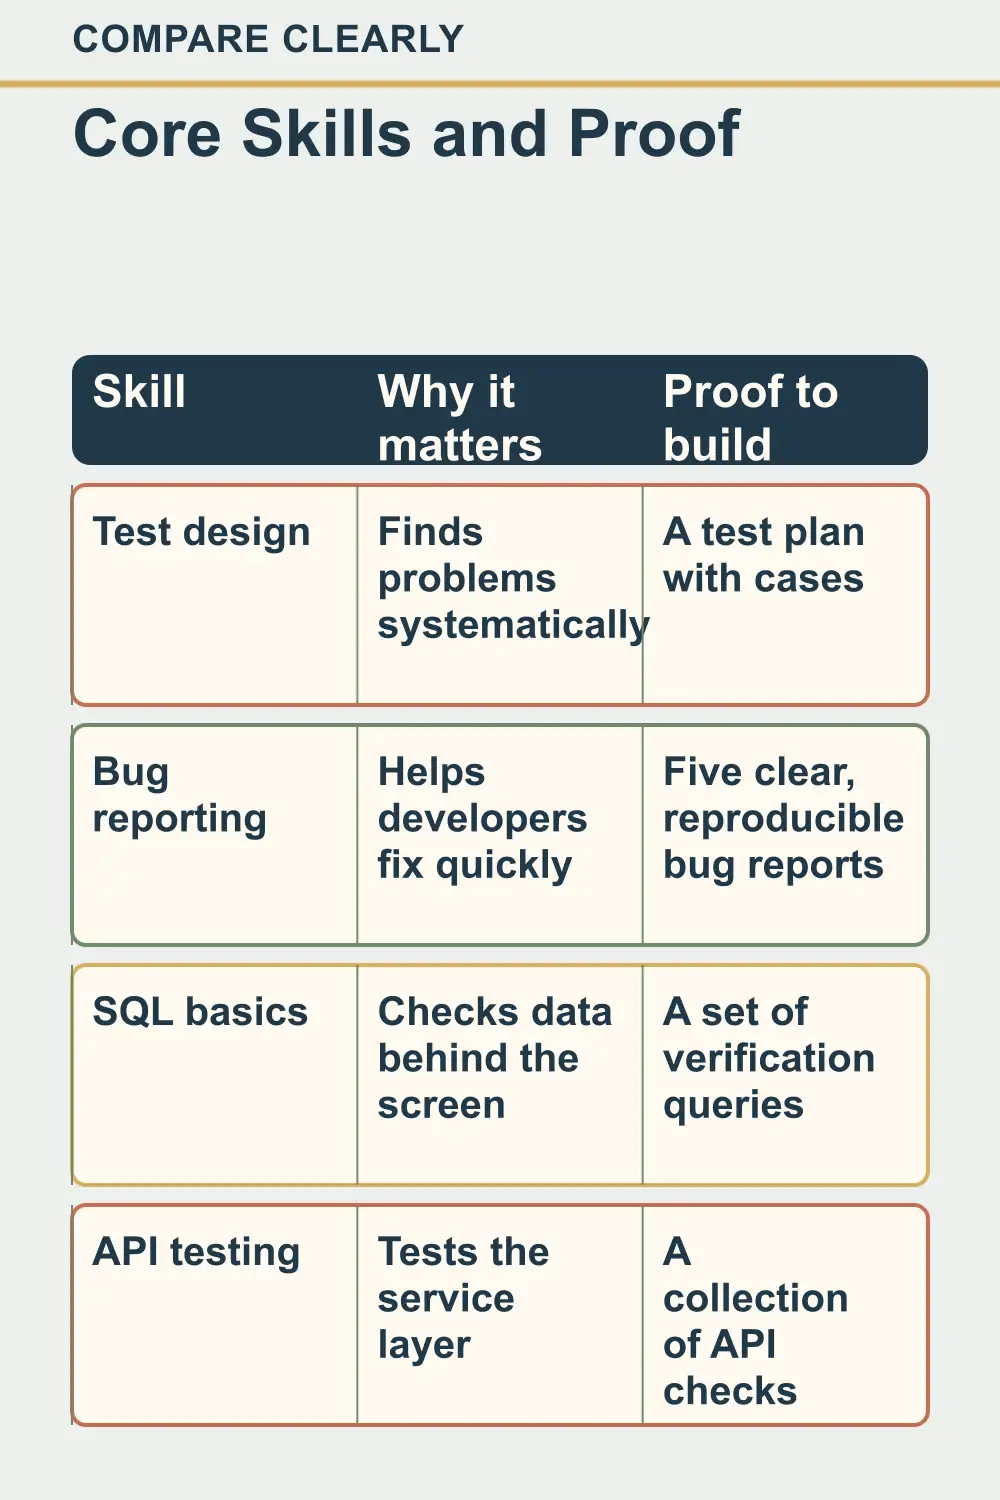 COMPARE CLEARLY
Core Skills and Proof
Skill
Why it
matters
Proof to
build
Test design
Finds
problems
systematically
A test plan
with cases
Bug
reporting
Helps
developers
fix quickly
Five clear,
reproducible
bug reports
SQL basics
Checks data
behind the
screen
A set of
verification
queries
API testing
Tests the
service
layer
A
collection
of API
checks